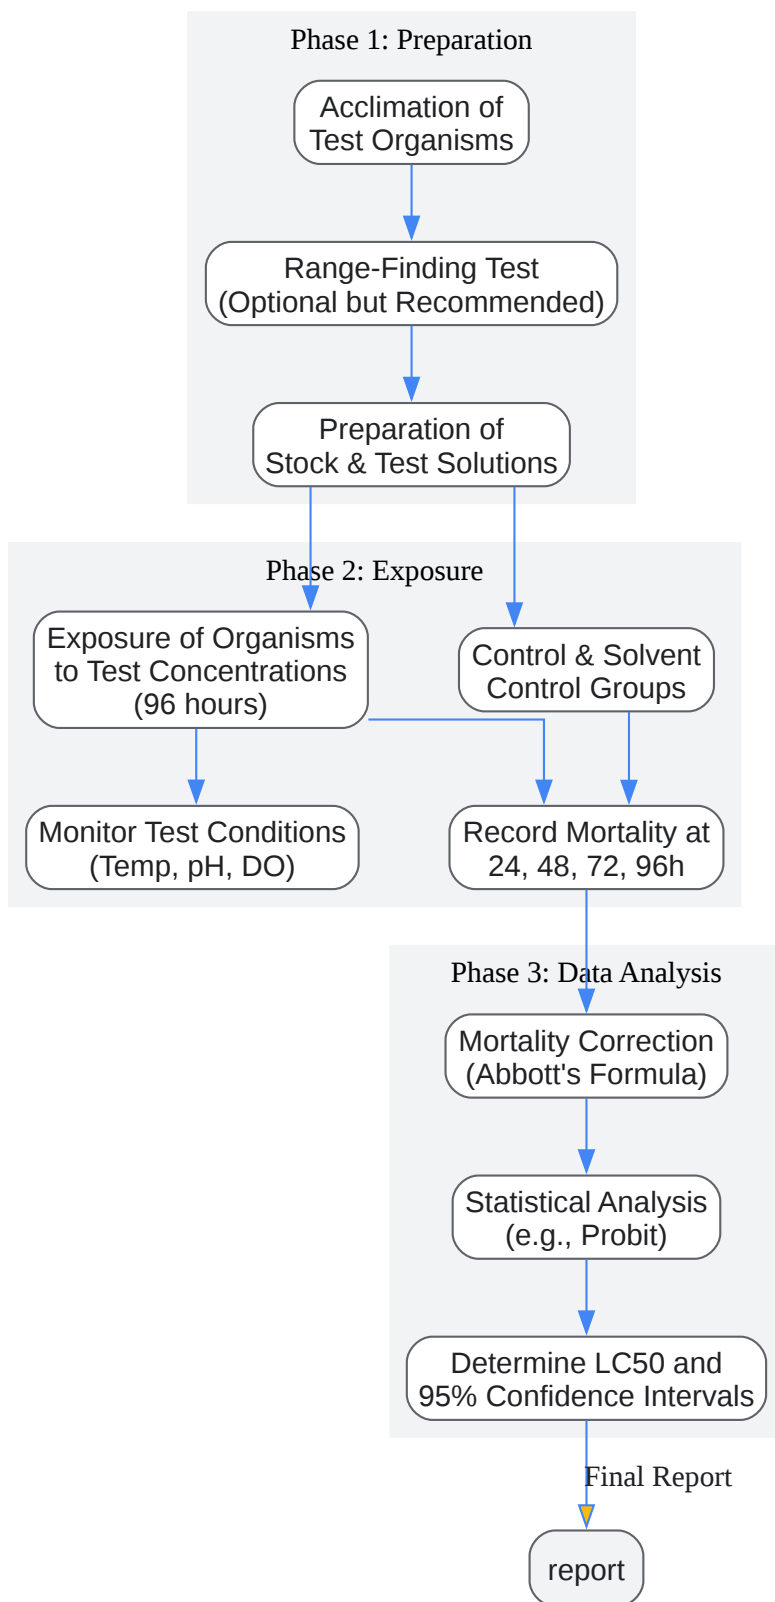 Phase 1: Preparation
Acclimation of
Test Organisms
Range-Finding Test
(Optional but Recommended)
Preparation of
Stock & Test Solutions
Phase 2: Exposure
Exposure of Organisms
to Test Concentrations
(96 hours)
Control & Solvent
Control Groups
Monitor Test Conditions
(Temp, pH, DO)
Record Mortality at
24, 48, 72, 96h
Phase 3: Data Analysis
Mortality Correction
(Abbott's Formula)
Statistical Analysis
(e.g., Probit)
Determine LC50 and
95% Confidence Intervals
Final Report
report